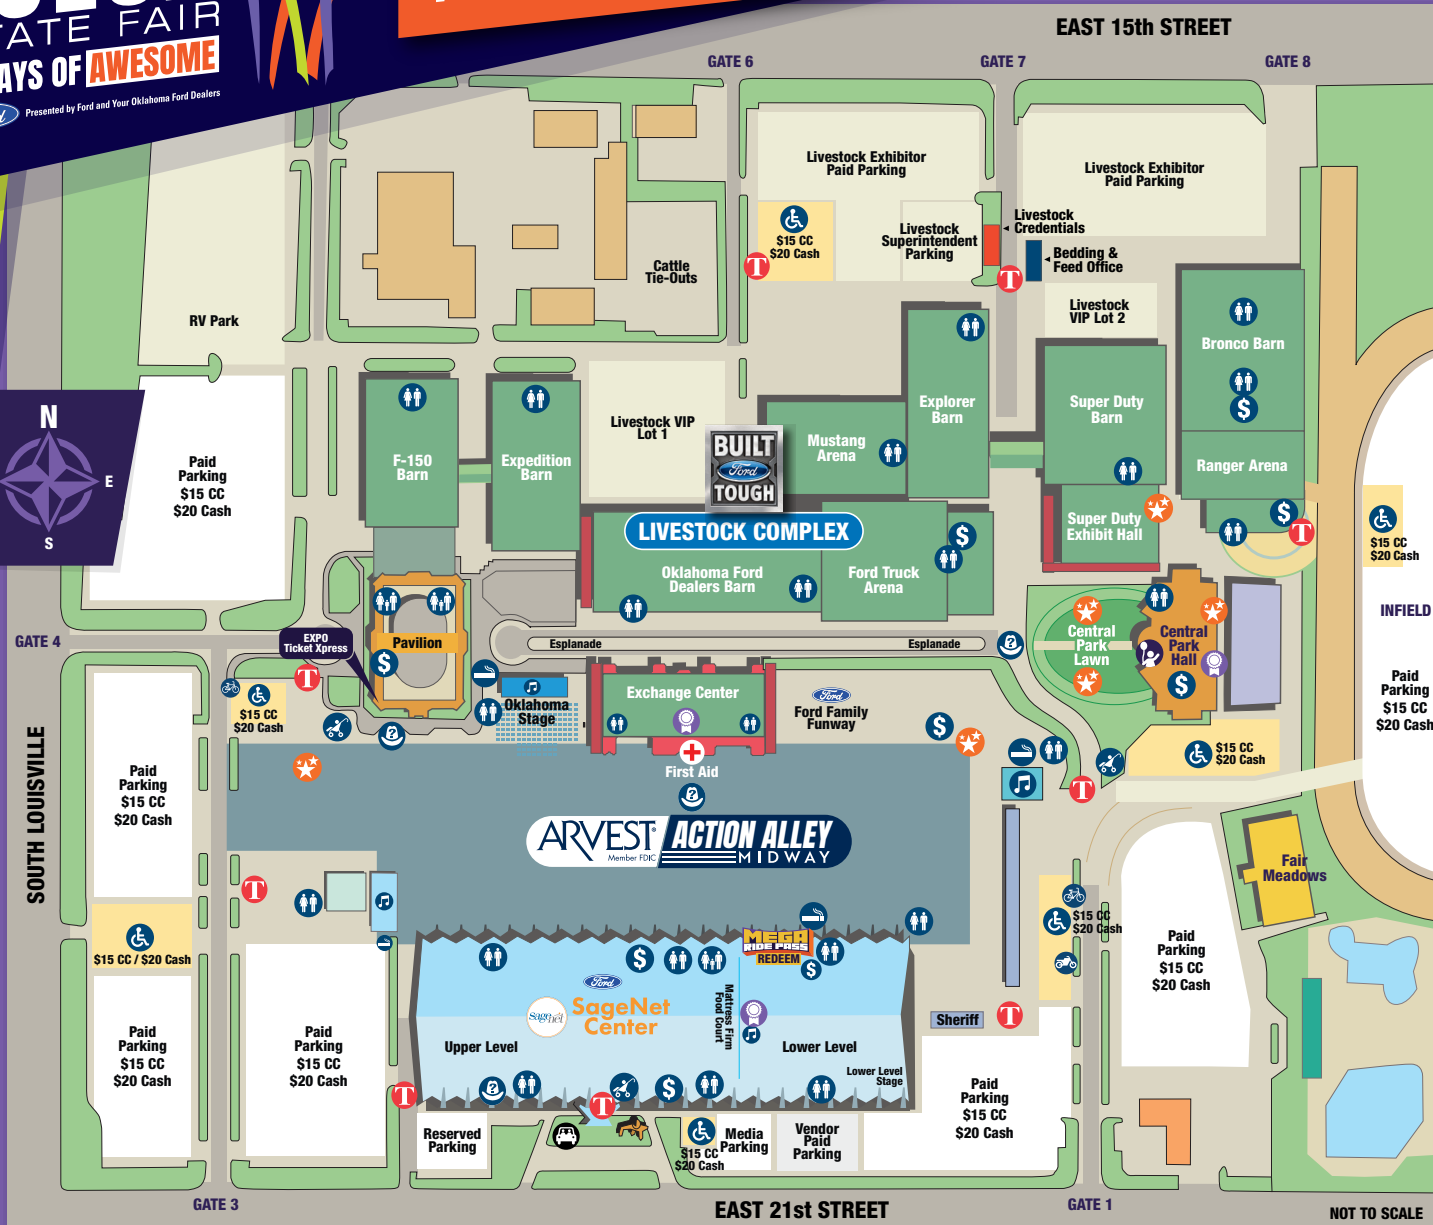 STATE FAIR
DAYS OF AWESOME
Presented by Ford and Your Oklahoma Ford Dealers
EAST 15th STREET
GATE 6
GATE 7
GATE 8
Livestock Exhibitor
Paid Parking
Livestock Exhibitor
Paid Parking
$15 CC
$20 Cash
T
Livestock
Superintendent
Parking
Livestock
Credentials
Bedding &
Feed Office
T
Cattle
Tie-Outs
Livestock
VIP Lot 2
RV Park
Bronco Barn
$
N
E
S
Paid
Parking
$15 CC
$20 Cash
F-150
Barn
Expedition
Barn
Livestock VIP
Lot 1
BUILT
Ford
TOUGH
Mustang
Arena
Explorer
Barn
Super Duty
Barn
Ranger Arena
LIVESTOCK COMPLEX
Super Duty
Exhibit Hall
$
T
$
$15 CC
$20 Cash
Oklahoma Ford
Dealers Barn
Ford Truck
Arena
INFIELD
GATE 4
EXPO
Ticket Xpress
Pavilion
$
Esplanade
Esplanade
?
Central
Park
Lawn
Central
Park
Hall
$
T
$15 CC
$20 Cash
Oklahoma
Stage
Exchange Center
Ford
Ford Family
Funway
$
Paid
Parking
$15 CC
$20 Cash
?
First Aid
?
$15 CC
$20 Cash
T
SOUTH LOUISVILLE
Paid
Parking
$15 CC
$20 Cash
ARVEST
Member FDIC
ACTION ALLEY
MIDWAY
Fair
Meadows
T
$15 CC / $20 Cash
$15 CC
$20 Cash
MEGA
RIDE PASS
REDEEM
$
$
Paid
Parking
$15 CC
$20 Cash
Ford
SageNet
SageNet
Center
Mattress Firm
Food Court
Sheriff
T
Upper Level
Lower Level
Lower Level
Stage
Paid
Parking
$15 CC
$20 Cash
Paid
Parking
$15 CC
$20 Cash
T
?
T
$
Paid
Parking
$15 CC
$20 Cash
Reserved
Parking
$15 CC
$20 Cash
Media
Parking
Vendor
Paid
Parking
GATE 3
EAST 21st STREET
GATE 1
NOT TO SCALE